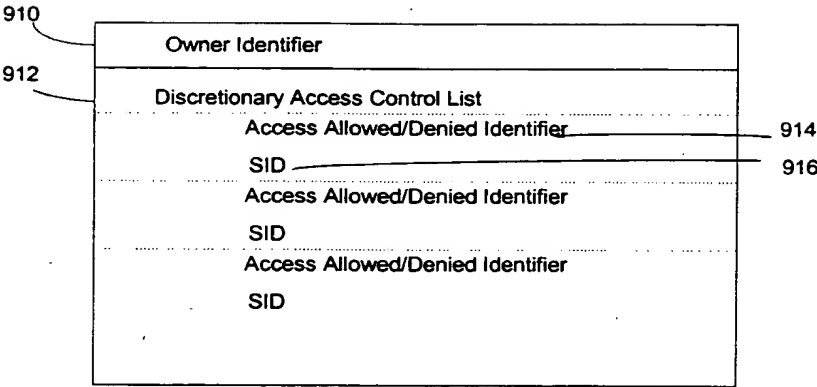 910
Owner Identifier
912
Discretionary Access Control List
Access Allowed/Denied Identifier 914
SID 916
Access Allowed/Denied Identifier
SID
Access Allowed/Denied Identifier
SID